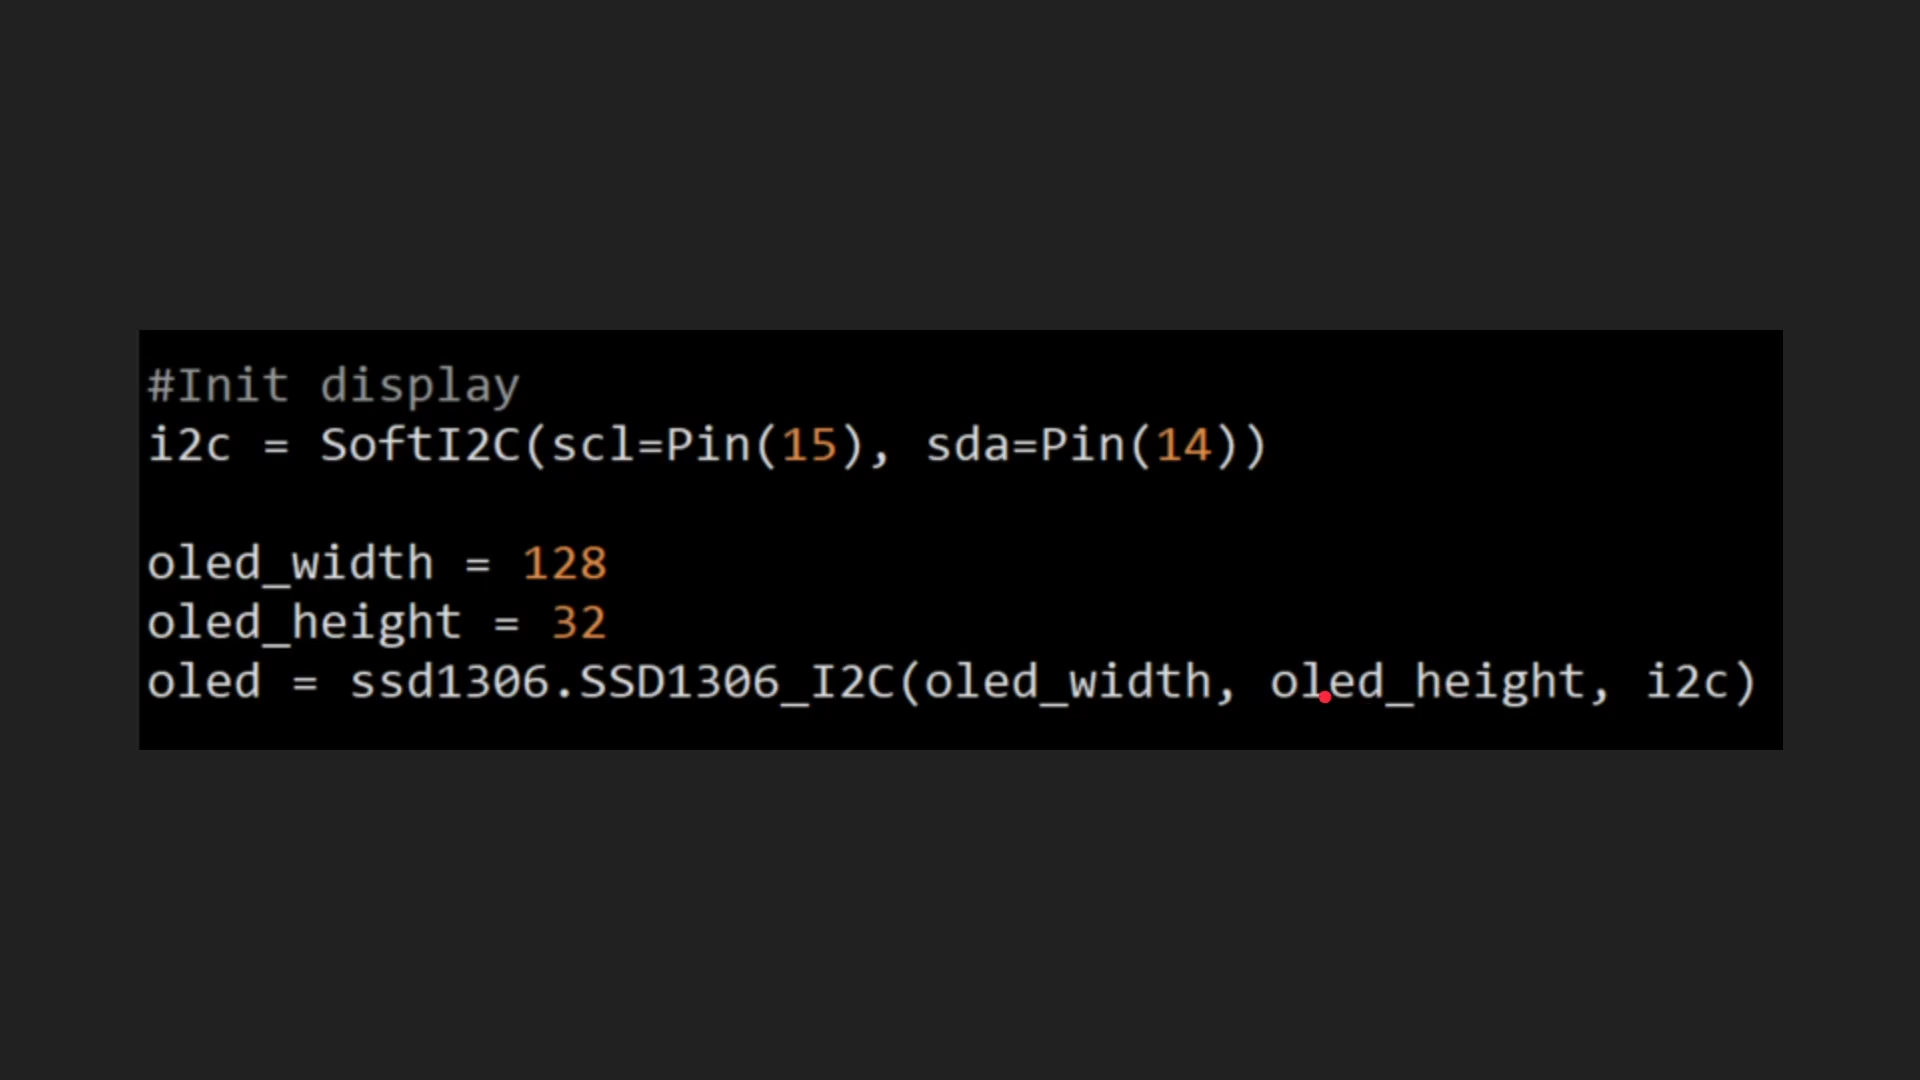 #Init display
i2c = SoftI2C(scl=Pin(15), sda=Pin(14))
oled_width = 128
oled_height = 32
oled = ssd1306.SSD1306_I2C(oled_width, oled_height, i2c)